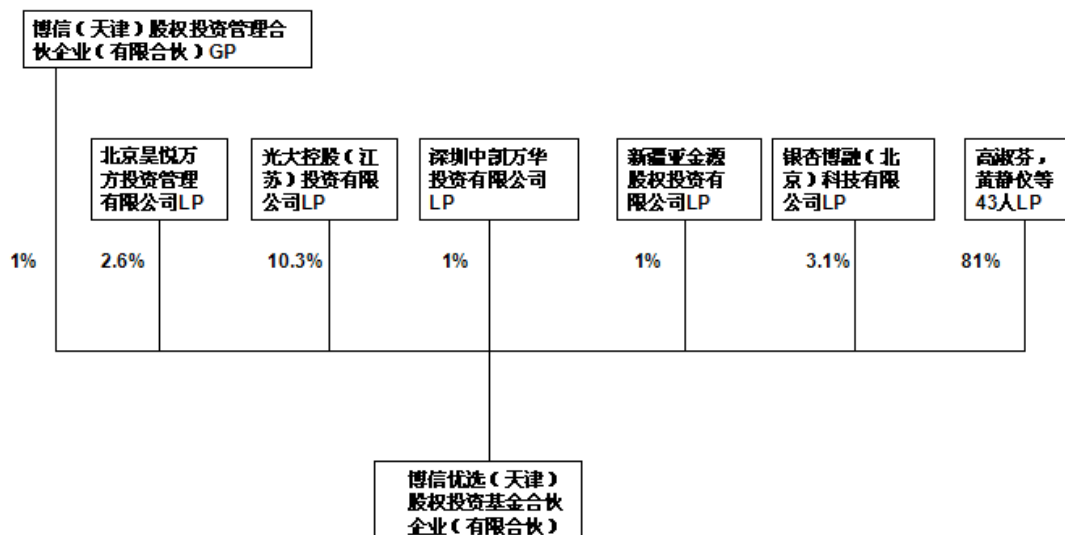 博信（天津）股权投资管理合
伙企业（有限合伙）GP
北京昊悦万
方投资管理
有限公司LP
光大控股（江
苏）投资有限
公司LP
深圳中凯万华
投资有限公司
LP
新疆亚金源
股权投资有
限公司LP
银杏博融（北
京）科技有限
公司LP
高淑芬，
黄静仪等
43人LP
1%
2.6%
10.3%
1%
1%
3.1%
81%
博信优选（天津）
股权投资基金合伙
企业（有限合伙）